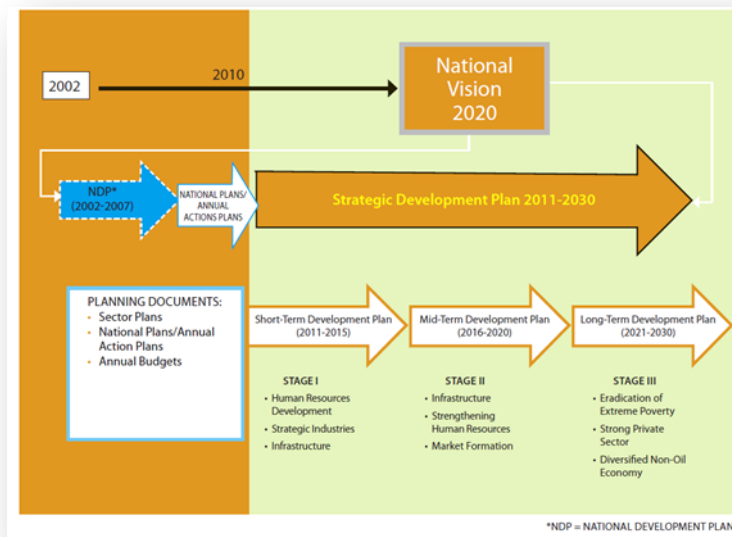 2002
2010
National
Vision
2020
NDP*
(2002-2007)
NATIONAL PLANS/
ANNUAL
ACTIONS PLANS
Strategic Development Plan 2011-2030
PLANNING DOCUMENTS:
• Sector Plans
• National Plans/Annual
Action Plans
• Annual Budgets
Short-Term Development Plan
(2011-2015)
Mid-Term Development Plan
(2016-2020)
Long-Term Development Plan
(2021-2030)
STAGE I
• Human Resources
Development
• Strategic Industries
• Infrastructure
STAGE II
• Infrastructure
• Strengthening
Human Resources
• Market Formation
STAGE III
• Eradication of
Extreme Poverty
• Strong Private
Sector
• Diversified Non-Oil
Economy
*NDP = NATIONAL DEVELOPMENT PLAN